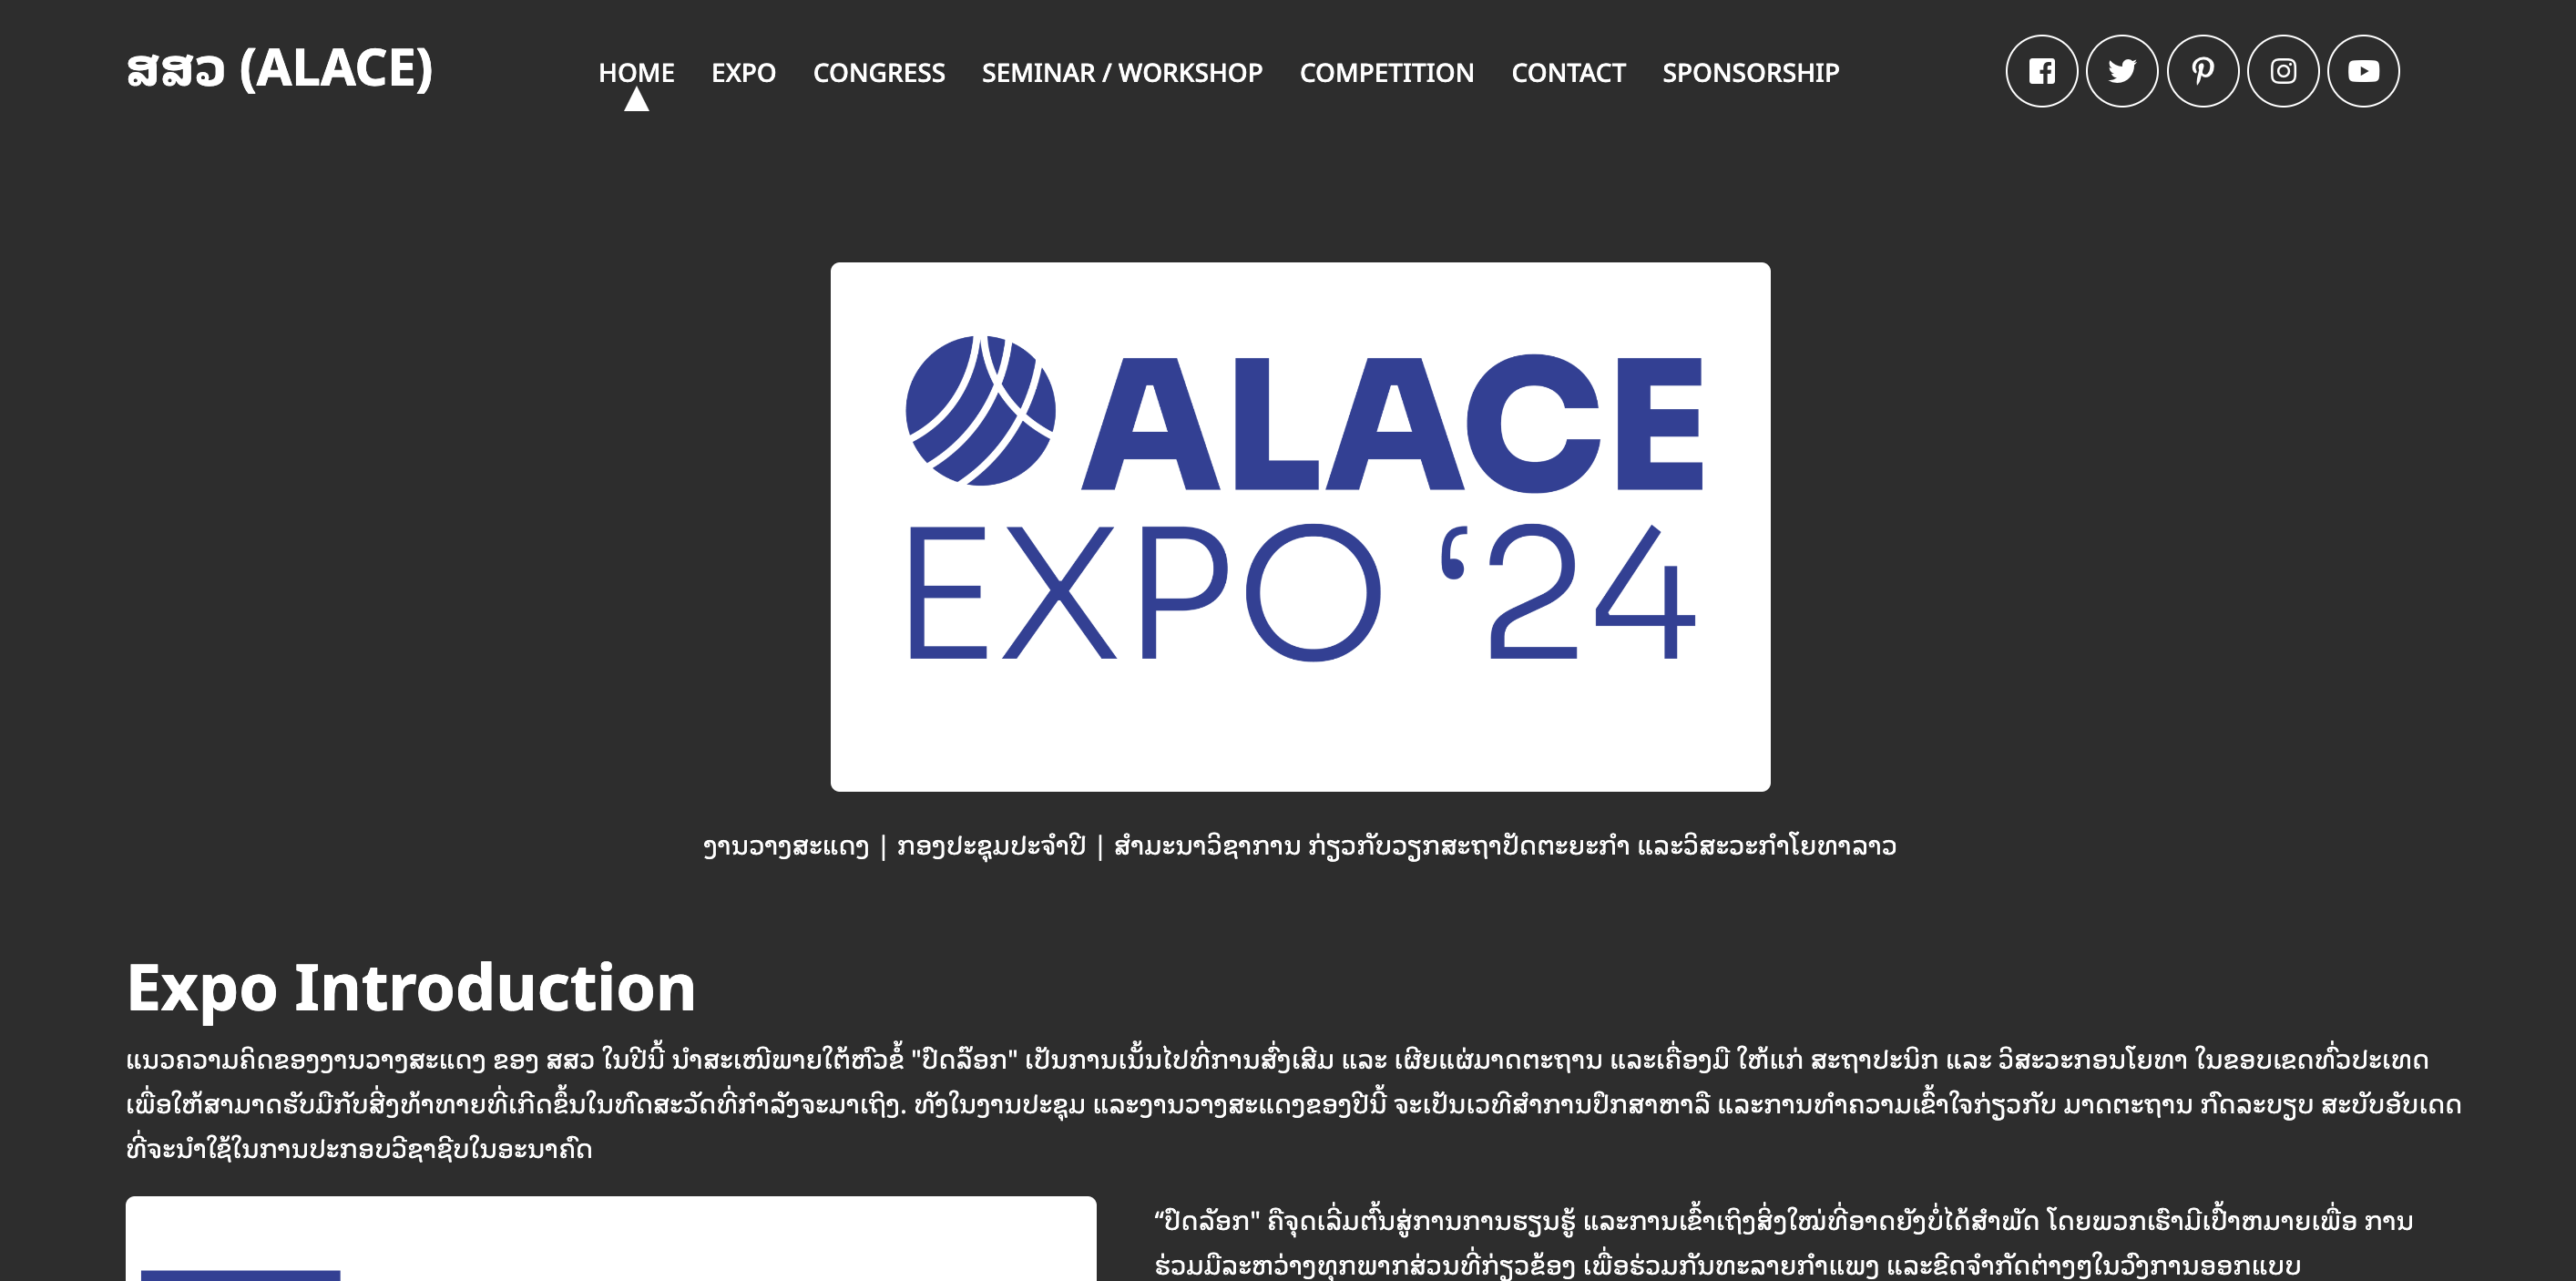 ສສວ (ALACE)
HOME EXPO CONGRESS SEMINAR / WORKSHOP COMPETITION CONTACT SPONSORSHIP
ALACE
EXPO ‘24
ງານວາງສະແດງ | ກອງປະຊຸມປະຈຳປີ | ສຳມະນາວິຊາການ ກ່ຽວກັບວຽກສະຖາປັດຕະຍະກຳ ແລະວິສະວະກຳໂຍທາລາວ
Expo Introduction
ແນວຄວາມຄິດຂອງງານວາງສະແດງ ຂອງ ສສວ ໃນປີນີ້ ນຳສະເໜີພາຍໃຕ້ຫົວຂໍ້ "ປົດລ໊ອກ" ເປັນການເນັ້ນໄປທີ່ການສົ່ງເສີມ ແລະ ເຜີຍແຜ່ມາດຕະຖານ ແລະເຄື່ອງມື ໃຫ້ແກ່ ສະຖາປະນິກ ແລະ ວິສະວະກອນໂຍທາ ໃນຂອບເຂດທົ່ວປະເທດ
ເພື່ອໃຫ້ສາມາດຮັບມືກັບສິ່ງທ້າທາຍທີ່ເກີດຂຶ້ນໃນທົດສະວັດທີ່ກຳລັງຈະມາເຖິງ. ທັງໃນງານປະຊຸມ ແລະງານວາງສະແດງຂອງປີນີ້ ຈະເປັນເວທີສຳການປຶກສາຫາລື ແລະການທຳຄວາມເຂົ້າໃຈກ່ຽວກັບ ມາດຕະຖານ ກົດລະບຽບ ສະບັບອັບເດດ
ທີ່ຈະນຳໃຊ້ໃນການປະກອບວິຊາຊີບໃນອະນາຄົດ
“ປົດລັອກ" ຄືຈຸດເລີ່ມຕົ້ນສູ່ການການຮຽນຮູ້ ແລະການເຂົ້າເຖິງສິ່ງໃໝ່ທີ່ອາດຍັງບໍ່ໄດ້ສຳພັດ ໂດຍພວກເຮົາມີເປົ້າຫມາຍເພື່ອ ການ
ຮ່ວມມືລະຫວ່າງທຸກພາກສ່ວນທີ່ກ່ຽວຂ້ອງ ເພື່ອຮ່ວມກັນທະລາຍກຳແພງ ແລະຂີດຈຳກັດຕ່າງໆໃນວົງການອອກແບບ